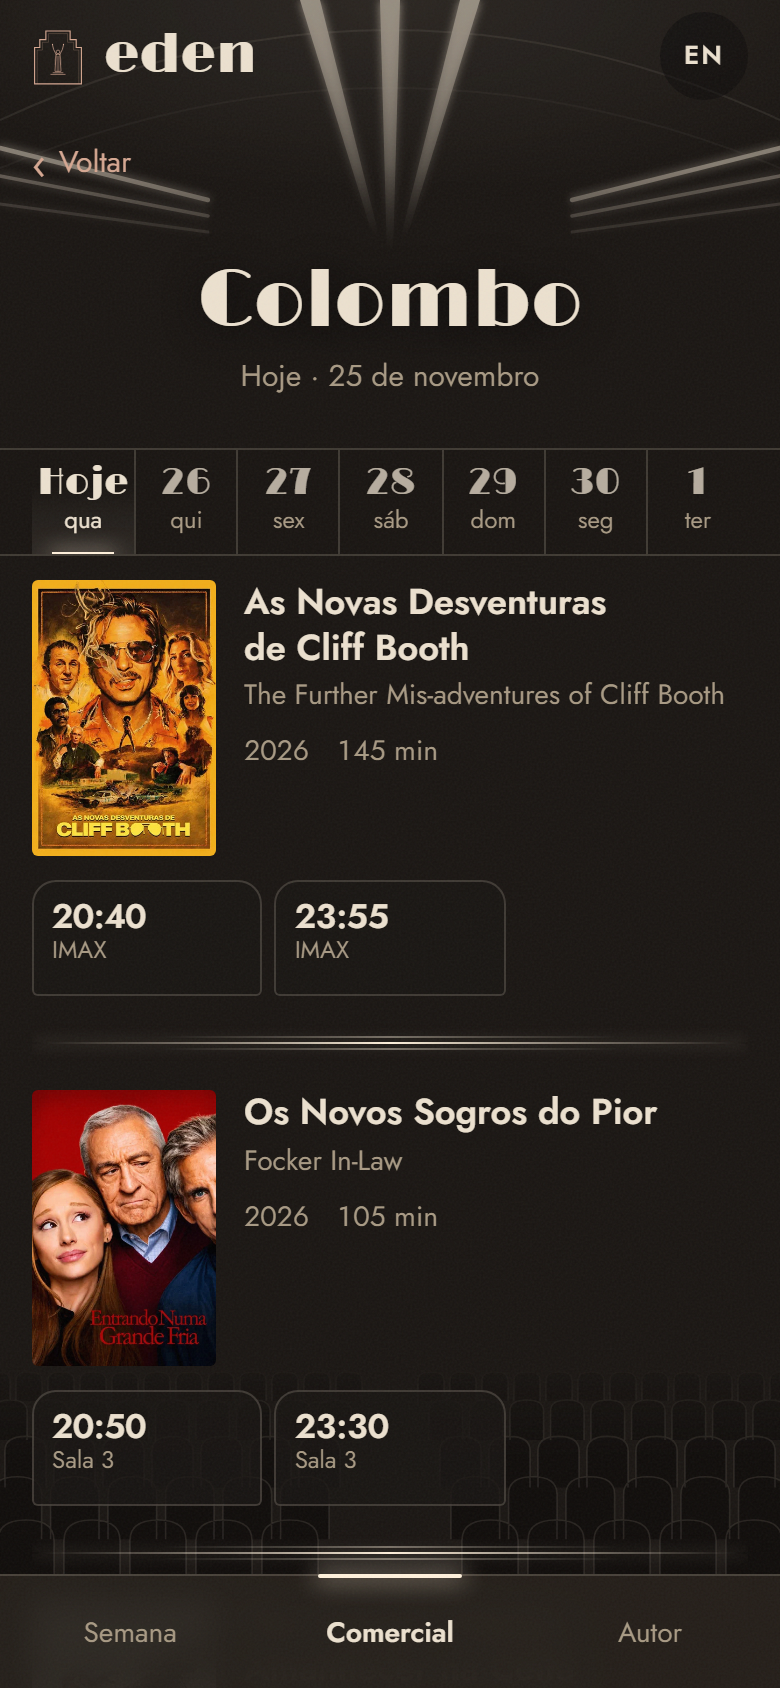 eden
EN
‹ Voltar
Colombo
Hoje · 25 de novembro
Hoje
qua
26
qui
27
sex
28
sáb
29
dom
30
seg
1
ter
As Novas Desventuras
de Cliff Booth
The Further Mis-adventures of Cliff Booth
2026 145 min
AS NOVAS DESVENTURAS DE
CLIFF BOOTH
20:40
IMAX
23:55
IMAX
Os Novos Sogros do Pior
Focker In-Law
2026 105 min
Entrando Numa
Grande Fria
20:50
Sala 3
23:30
Sala 3
Semana
Comercial
Autor